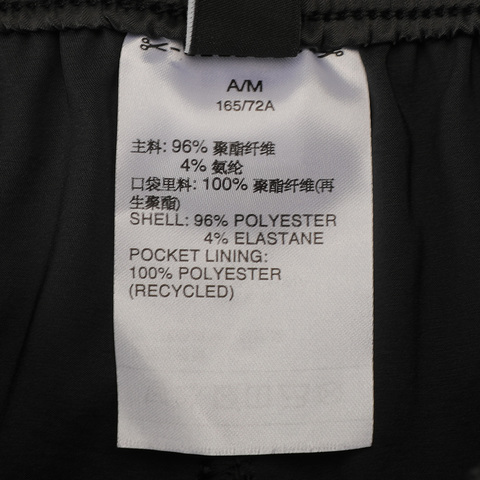 A/M
165/72A
主料: 96% 聚酯纤维
4% 氨纶
口袋里料: 100% 聚酯纤维(再
生聚酯)
SHELL: 96% POLYESTER
4% ELASTANE
POCKET LINING:
100% POLYESTER
(RECYCLED)